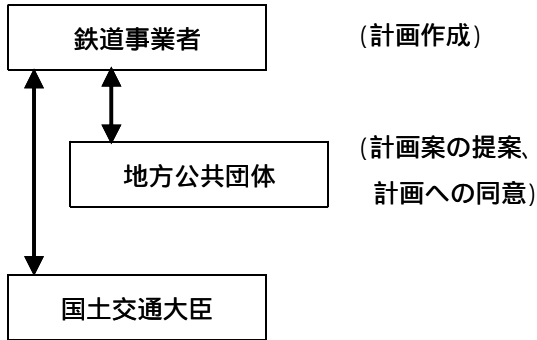 鉄道事業者
(計画作成)
地方公共団体
(計画案の提案、
計画への同意)
国土交通大臣